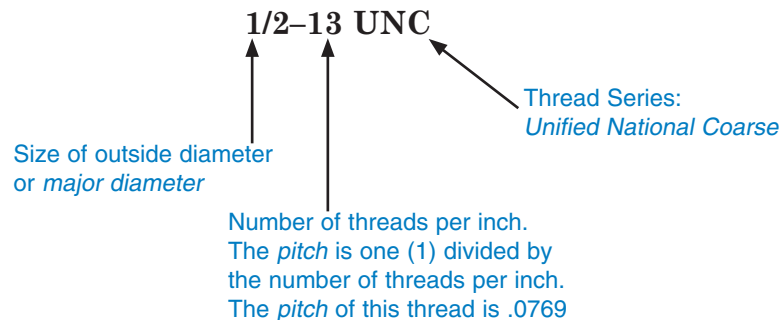 1/2–13 UNC
Thread Series:
Unified National Coarse
Size of outside diameter
or major diameter
Number of threads per inch.
The pitch is one (1) divided by
the number of threads per inch.
The pitch of this thread is .0769